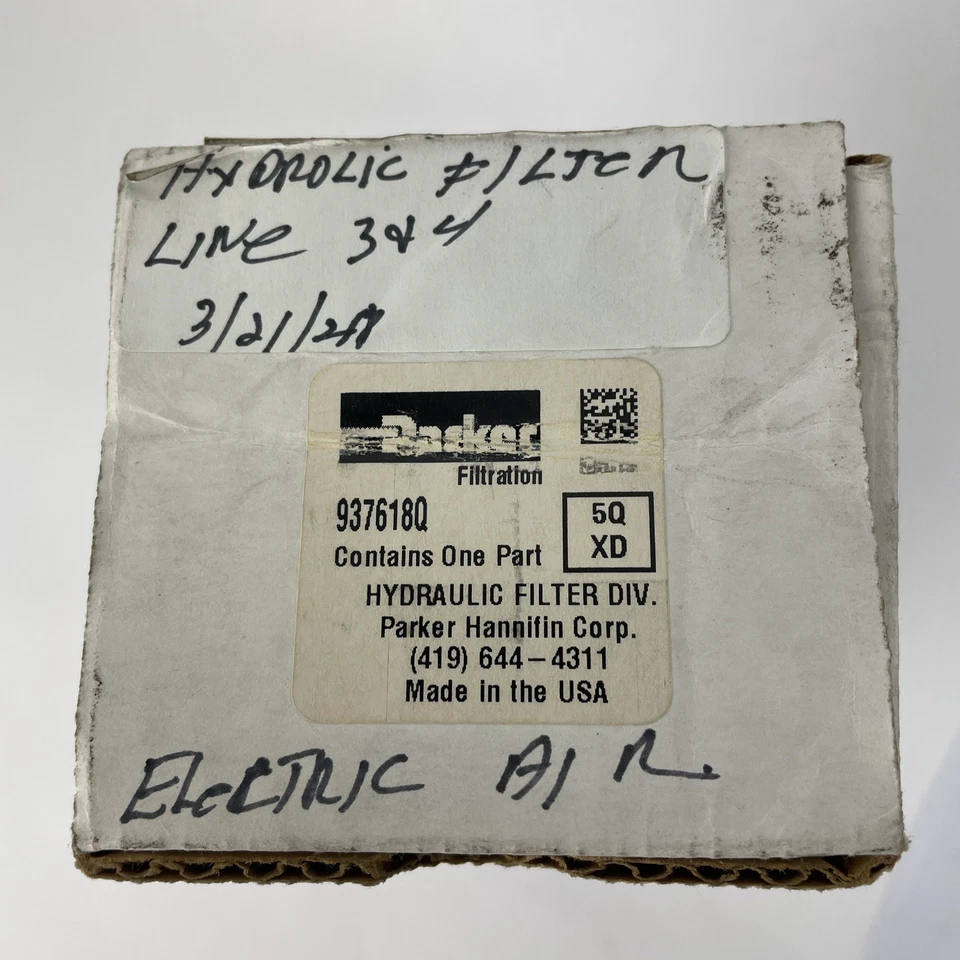 HYDROLIC FILTER
LINE 3&4
3/21/
Parker
Filtration
937618Q
5Q
XD
Contains One Part
HYDRAULIC FILTER DIV.
Parker Hannifin Corp.
(419) 644-4311
Made in the USA
ELECTRIC AIR.